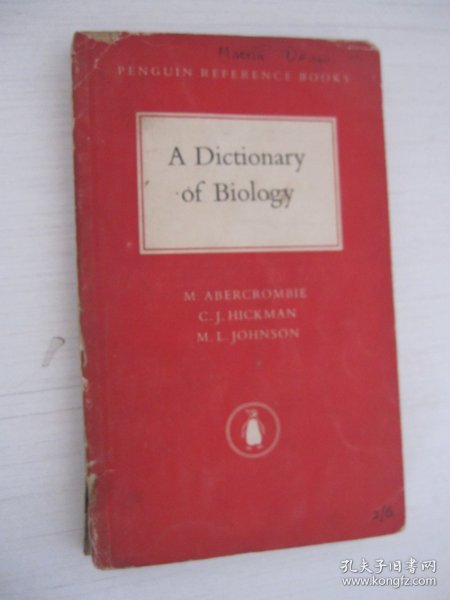 PENGUIN REFERENCE BOOKS
A Dictionary
of Biology
M. ABERCROMBIE
C. J. HICKMAN
M. L. JOHNSON
2/6
孔夫子旧书网
www.kongfz.com